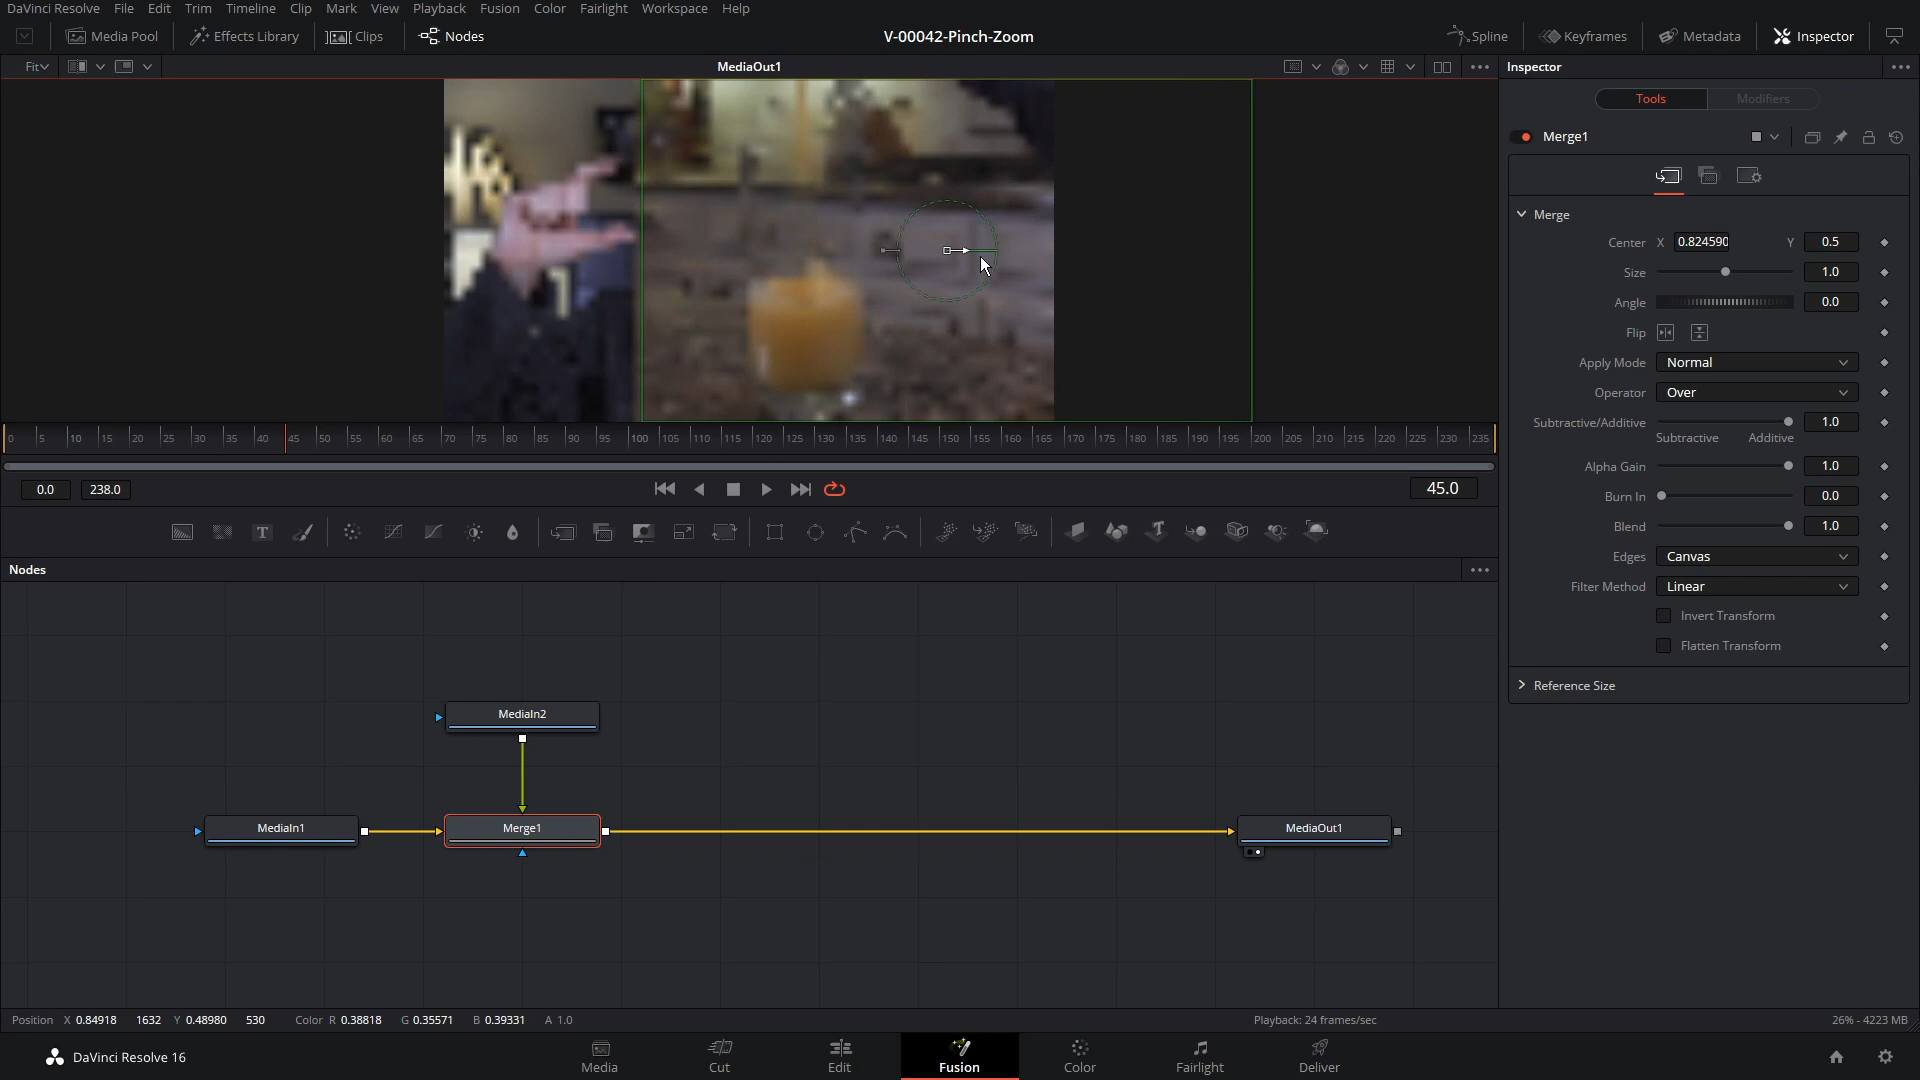 DaVinci Resolve File Edit Trim Timeline Clip Mark View Playback Fusion Color Fairlight Workspace Help
Media Pool Effects Library Clips Nodes V-00042-Pinch-Zoom Spline Keyframes Metadata Inspector
Fit MediaOut1 Inspector
Tools Modifiers
Merge1
Merge
Center X 0.824590 Y 0.5
Size 1.0
Angle 0.0
Flip
Apply Mode Normal
Operator Over
Subtractive/Additive 1.0
Subtractive Additive
Alpha Gain 1.0
Burn In 0.0
Blend 1.0
Edges Canvas
Filter Method Linear
Invert Transform
Flatten Transform
Reference Size
0 5 10 15 20 25 30 35 40 45 50 55 60 65 70 75 80 85 90 95 100 105 110 115 120 125 130 135 140 145 150 155 160 165 170 175 180 185 190 195 200 205 210 215 220 225 230 235
0.0 238.0 45.0
Nodes
MediaIn2
MediaIn1 Merge1 MediaOut1
Position X 0.84918 1632 Y 0.48980 530 Color R 0.38818 G 0.35571 B 0.39331 A 1.0 Playback: 24 frames/sec 26% - 4223 MB
DaVinci Resolve 16 Media Cut Edit Fusion Color Fairlight Deliver